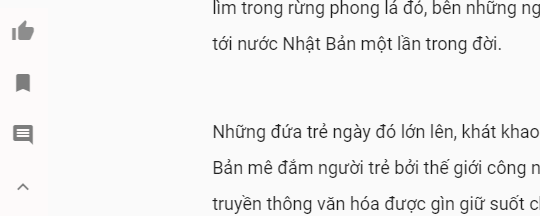 lìm trong rừng phong lá đỏ, bên những ng
tới nước Nhật Bản một lần trong đời.
Những đứa trẻ ngày đó lớn lên, khát khao
Bản mê đắm người trẻ bởi thế giới công n
truyền thông văn hóa được gìn giữ suốt c